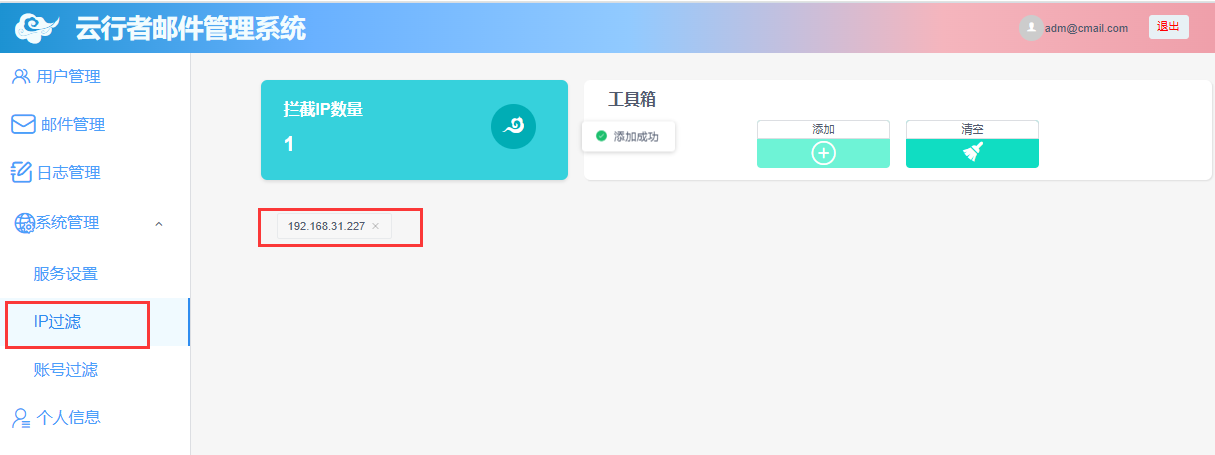 云行者邮件管理系统
adm@cmail.com
退出
用户管理
邮件管理
日志管理
系统管理
服务设置
IP过滤
账号过滤
个人信息
拦截IP数量
1
工具箱
添加成功
添加
清空
192.168.31.227 ×